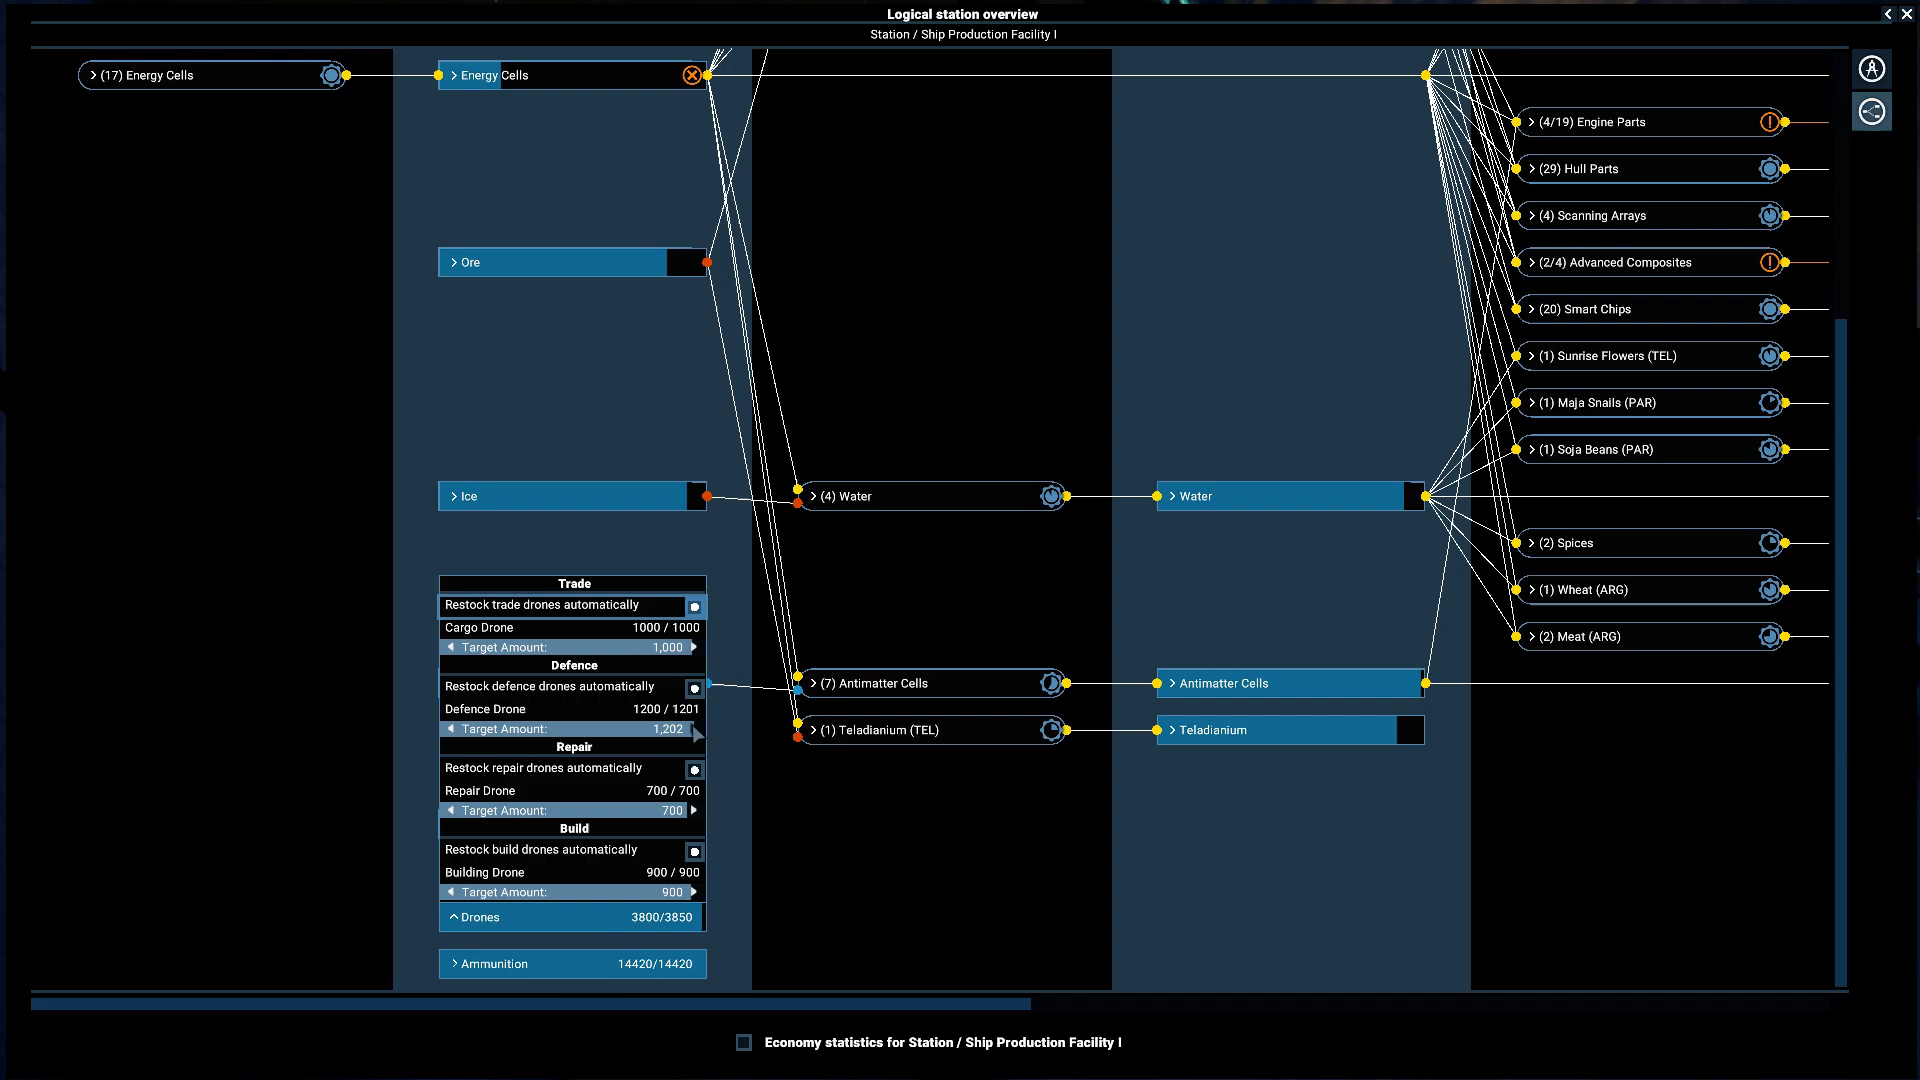 Logical station overview
Station / Ship Production Facility I
(17) Energy Cells
Energy Cells
Ore
Ice
Trade
Restock trade drones automatically
Cargo Drone 1000 / 1000
Target Amount: 1,000
Defence
Restock defence drones automatically
Defence Drone 1200 / 1201
Target Amount: 1,202
Repair
Restock repair drones automatically
Repair Drone 700 / 700
Target Amount: 700
Build
Restock build drones automatically
Building Drone 900 / 900
Target Amount: 900
Drones 3800/3850
Ammunition 14420/14420
(4) Water
(7) Antimatter Cells
(1) Teladianium (TEL)
Water
Antimatter Cells
Teladianium
(4/19) Engine Parts
(29) Hull Parts
(4) Scanning Arrays
(2/4) Advanced Composites
(20) Smart Chips
(1) Sunrise Flowers (TEL)
(1) Maja Snails (PAR)
(1) Soja Beans (PAR)
(2) Spices
(1) Wheat (ARG)
(2) Meat (ARG)
Economy statistics for Station / Ship Production Facility I